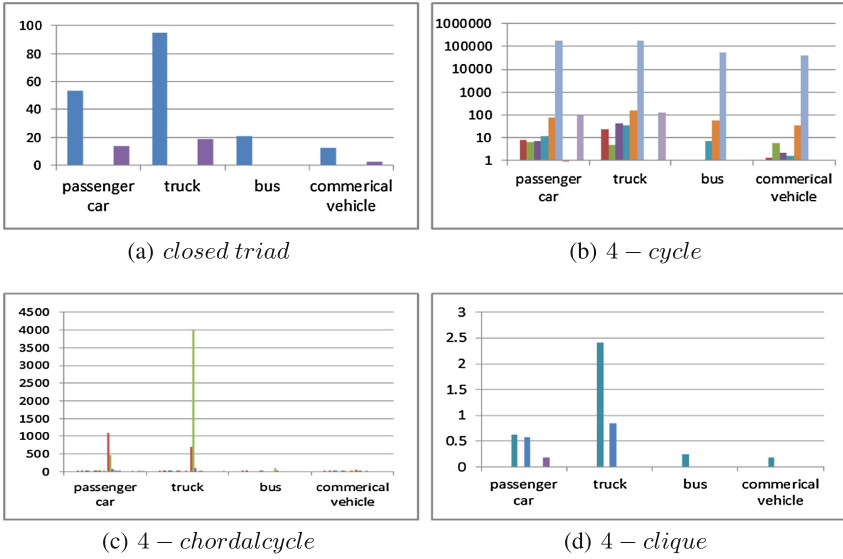 100
80
60
40
20
0
passenger car
truck
bus
commerical vehicle
(a) closed triad
1000000
100000
10000
1000
100
10
1
passenger car
truck
bus
commerical vehicle
(b) 4 − cycle
4500
4000
3500
3000
2500
2000
1500
1000
500
0
passenger car
truck
bus
commerical vehicle
(c) 4 − chordalcycle
3
2.5
2
1.5
1
0.5
0
passenger car
truck
bus
commerical vehicle
(d) 4 − clique